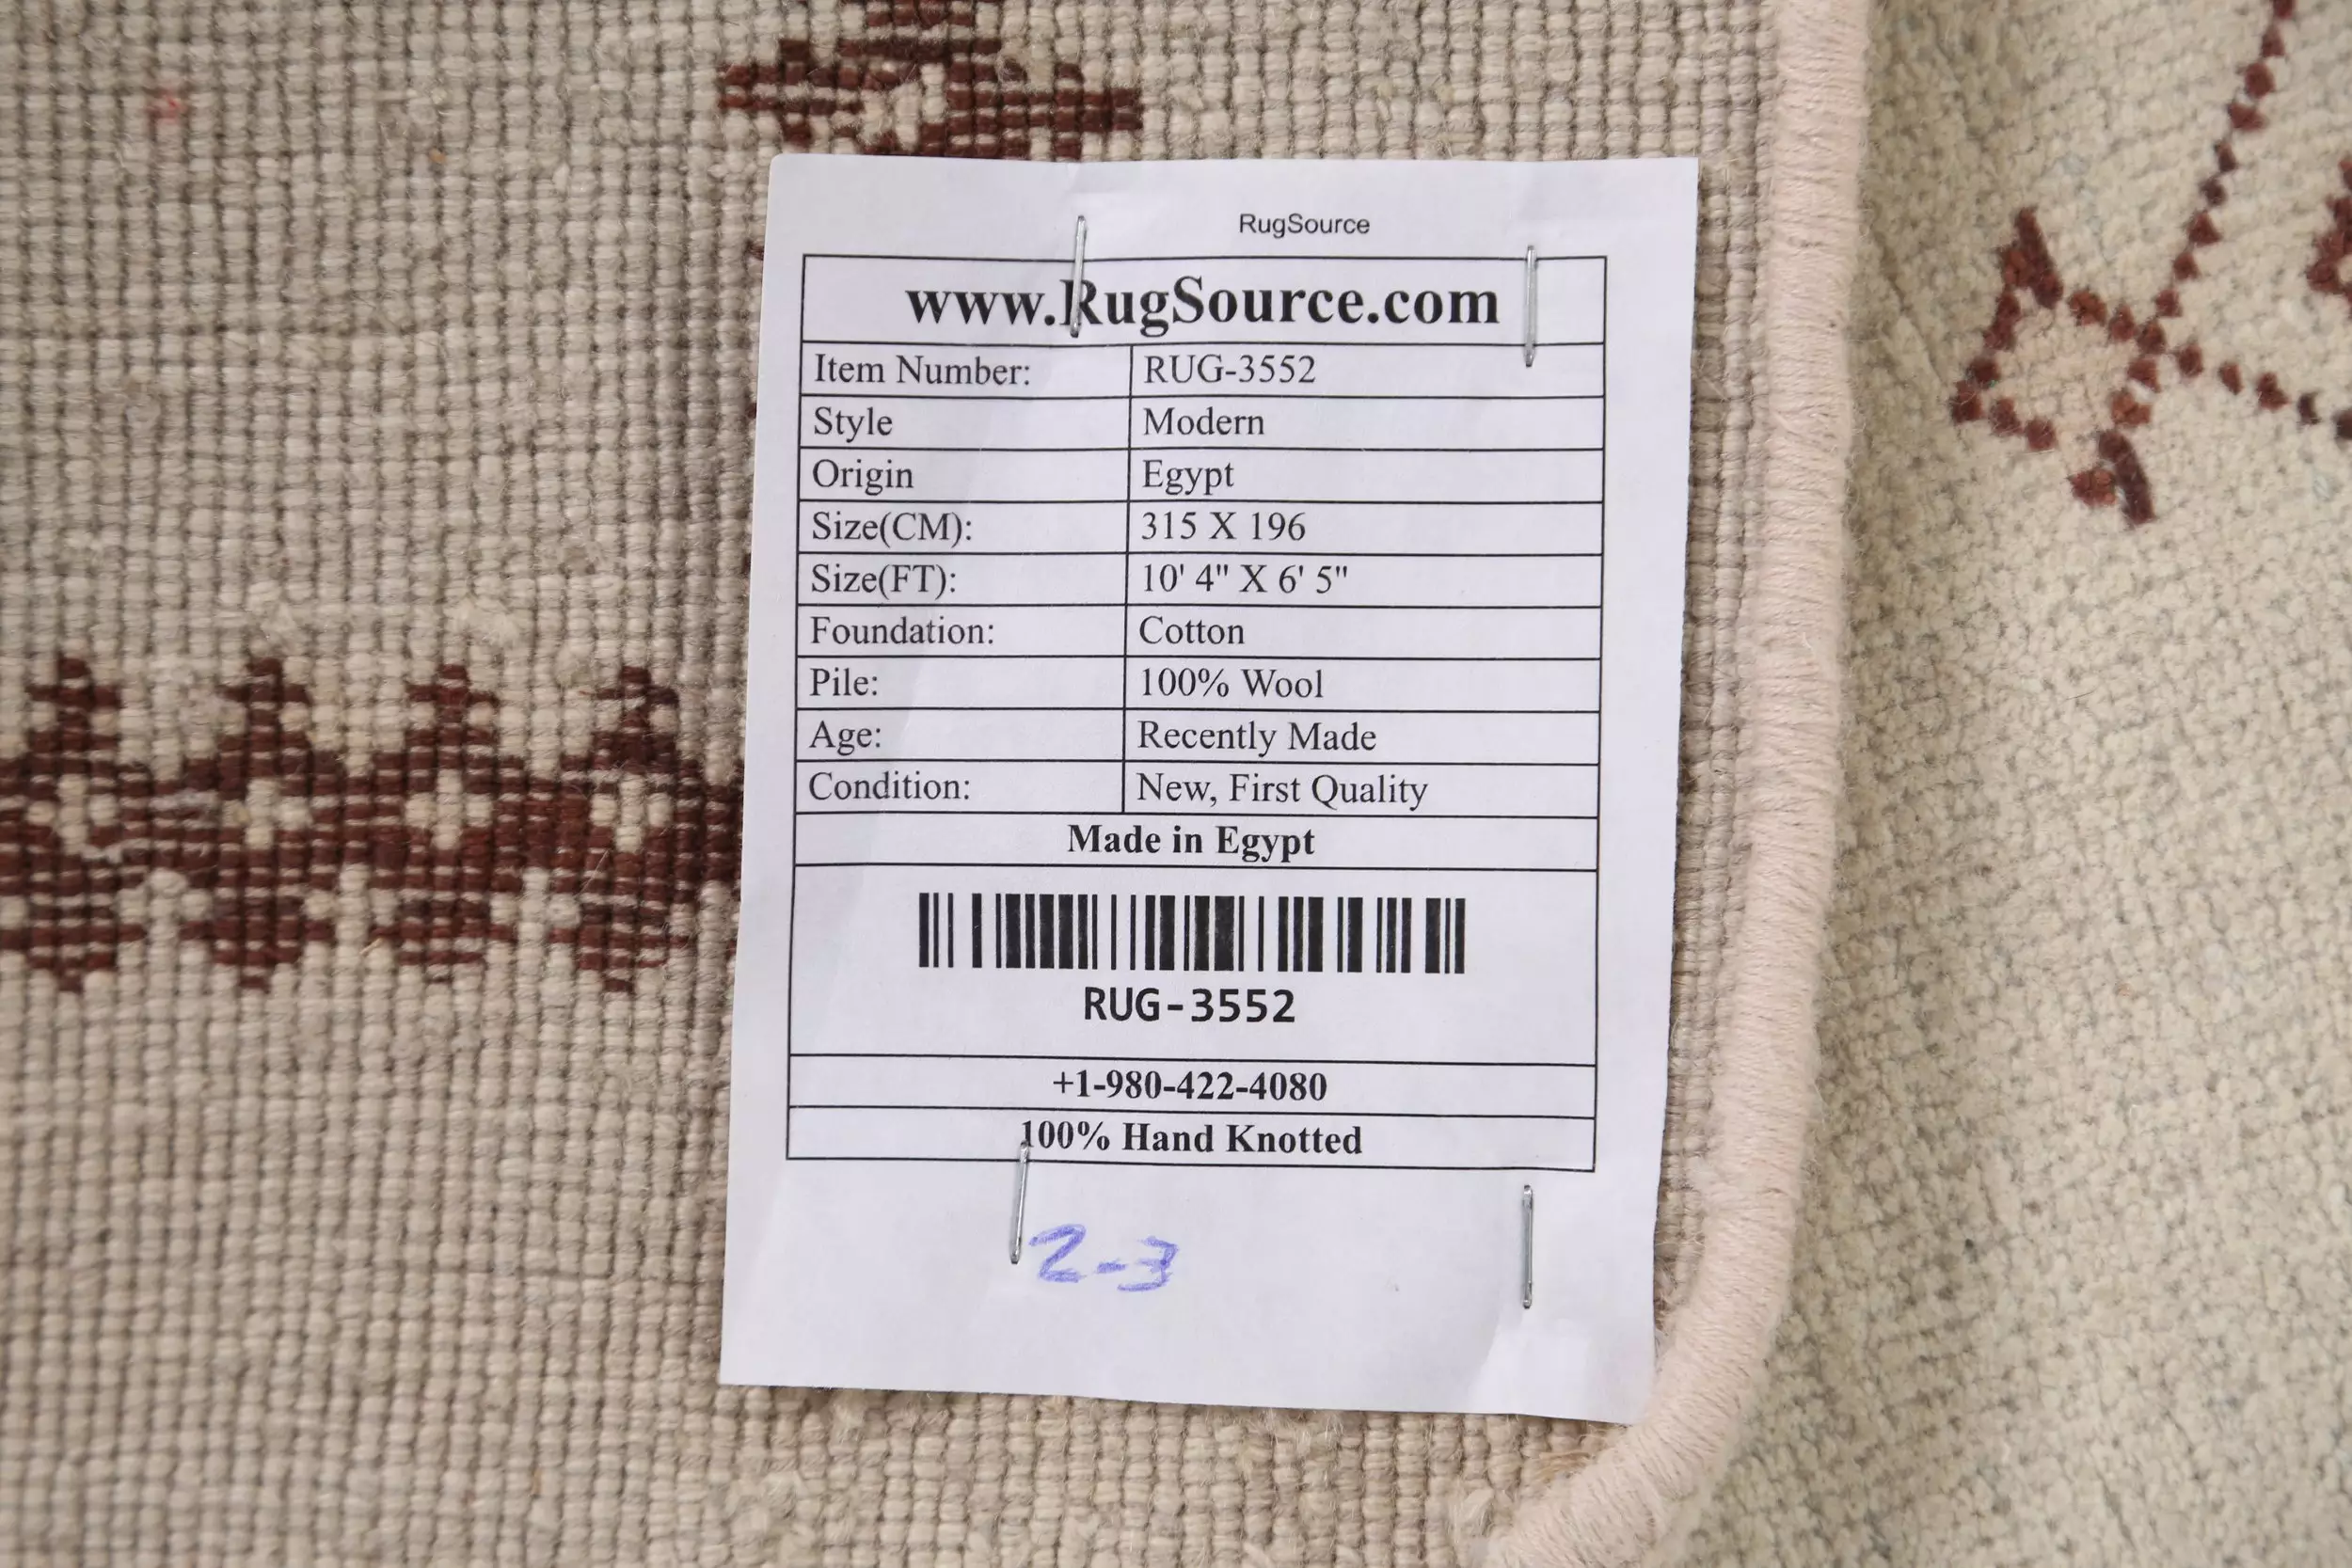 RugSource
www.RugSource.com
Item Number: RUG-3552
Style Modern
Origin Egypt
Size(CM): 315 X 196
Size(FT): 10' 4" X 6' 5"
Foundation: Cotton
Pile: 100% Wool
Age: Recently Made
Condition: New, First Quality
Made in Egypt
RUG-3552
+1-980-422-4080
100% Hand Knotted
2-3